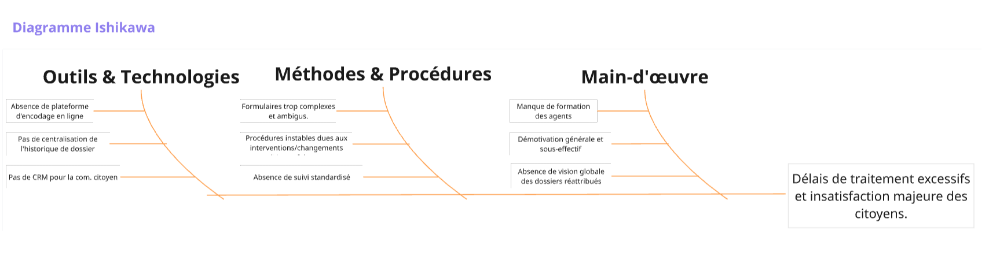 Diagramme Ishikawa
Outils & Technologies
Absence de plateforme
d'encodage en ligne
Pas de centralisation de
l'historique de dossier
Pas de CRM pour la com. citoyen
Méthodes & Procédures
Formulaires trop complexes
et ambigus.
Procédures instables dues aux
interventions/changements
Absence de suivi standardisé
Main-d'œuvre
Manque de formation
des agents
Démotivation générale et
sous-effectif
Absence de vision globale
des dossiers réattribués
Délais de traitement excessifs
et insatisfaction majeure des
citoyens.